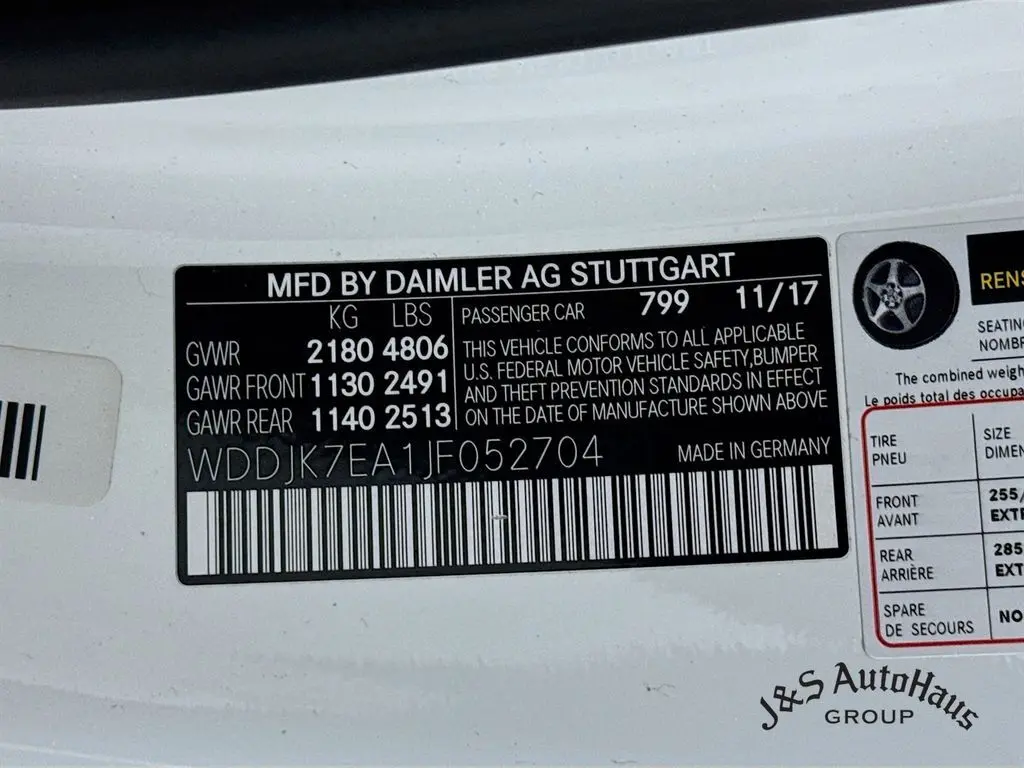 MFD BY DAIMLER AG STUTTGART
KG LBS
GVWR 2180 4806
GAWR FRONT 1130 2491
GAWR REAR 1140 2513
PASSENGER CAR 799 11/17
THIS VEHICLE CONFORMS TO ALL APPLICABLE
U.S. FEDERAL MOTOR VEHICLE SAFETY,BUMPER
AND THEFT PREVENTION STANDARDS IN EFFECT
ON THE DATE OF MANUFACTURE SHOWN ABOVE
WDDJK7EA1JF052704 MADE IN GERMANY
The combined
Le poids total des
TIRE
PNEU
SIZE
FRONT
AVANT
255/
REAR
ARRIÈRE
285
SPARE
DE SECOURS
J&S AutoHaus
GROUP